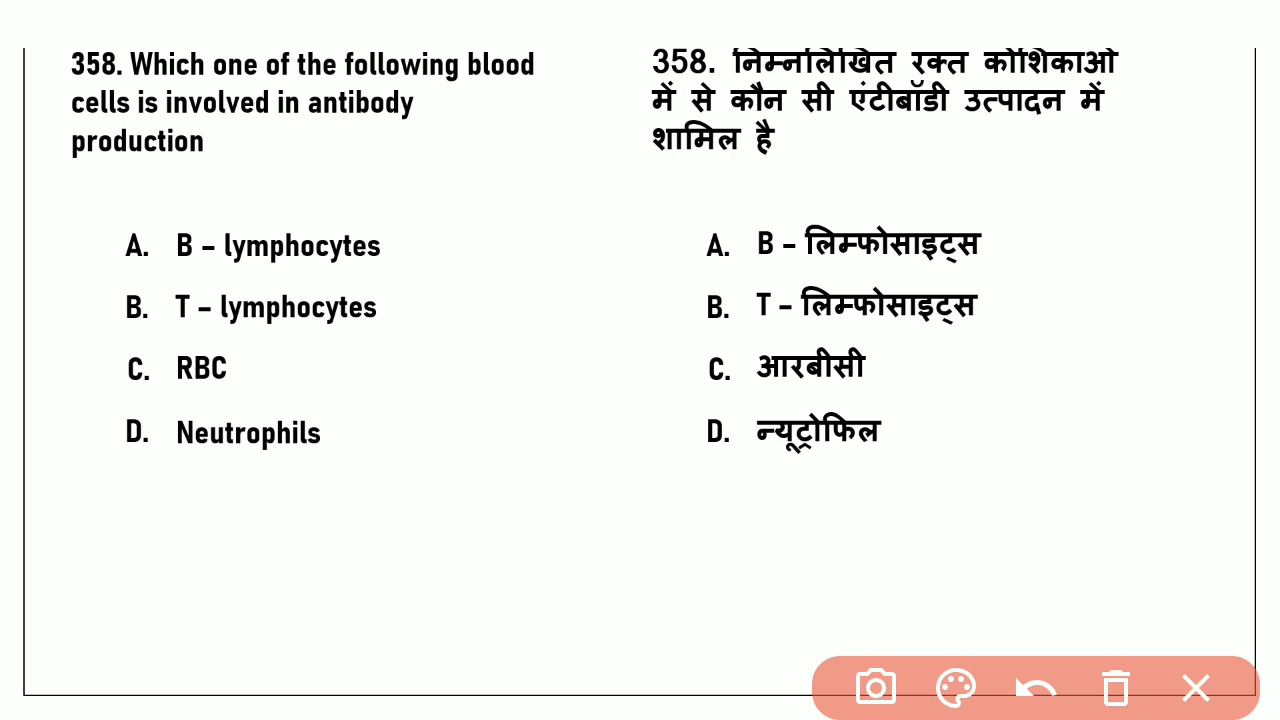 358. Which one of the following blood
cells is involved in antibody
production
A. B – lymphocytes
B. T – lymphocytes
C. RBC
D. Neutrophils
358. निम्नलिखित रक्त कोशिकाओं
में से कौन सी एंटीबॉडी उत्पादन में
शामिल है
A. B – लिम्फोसाइट्स
B. T – लिम्फोसाइट्स
C. आरबीसी
D. न्यूट्रोफिल